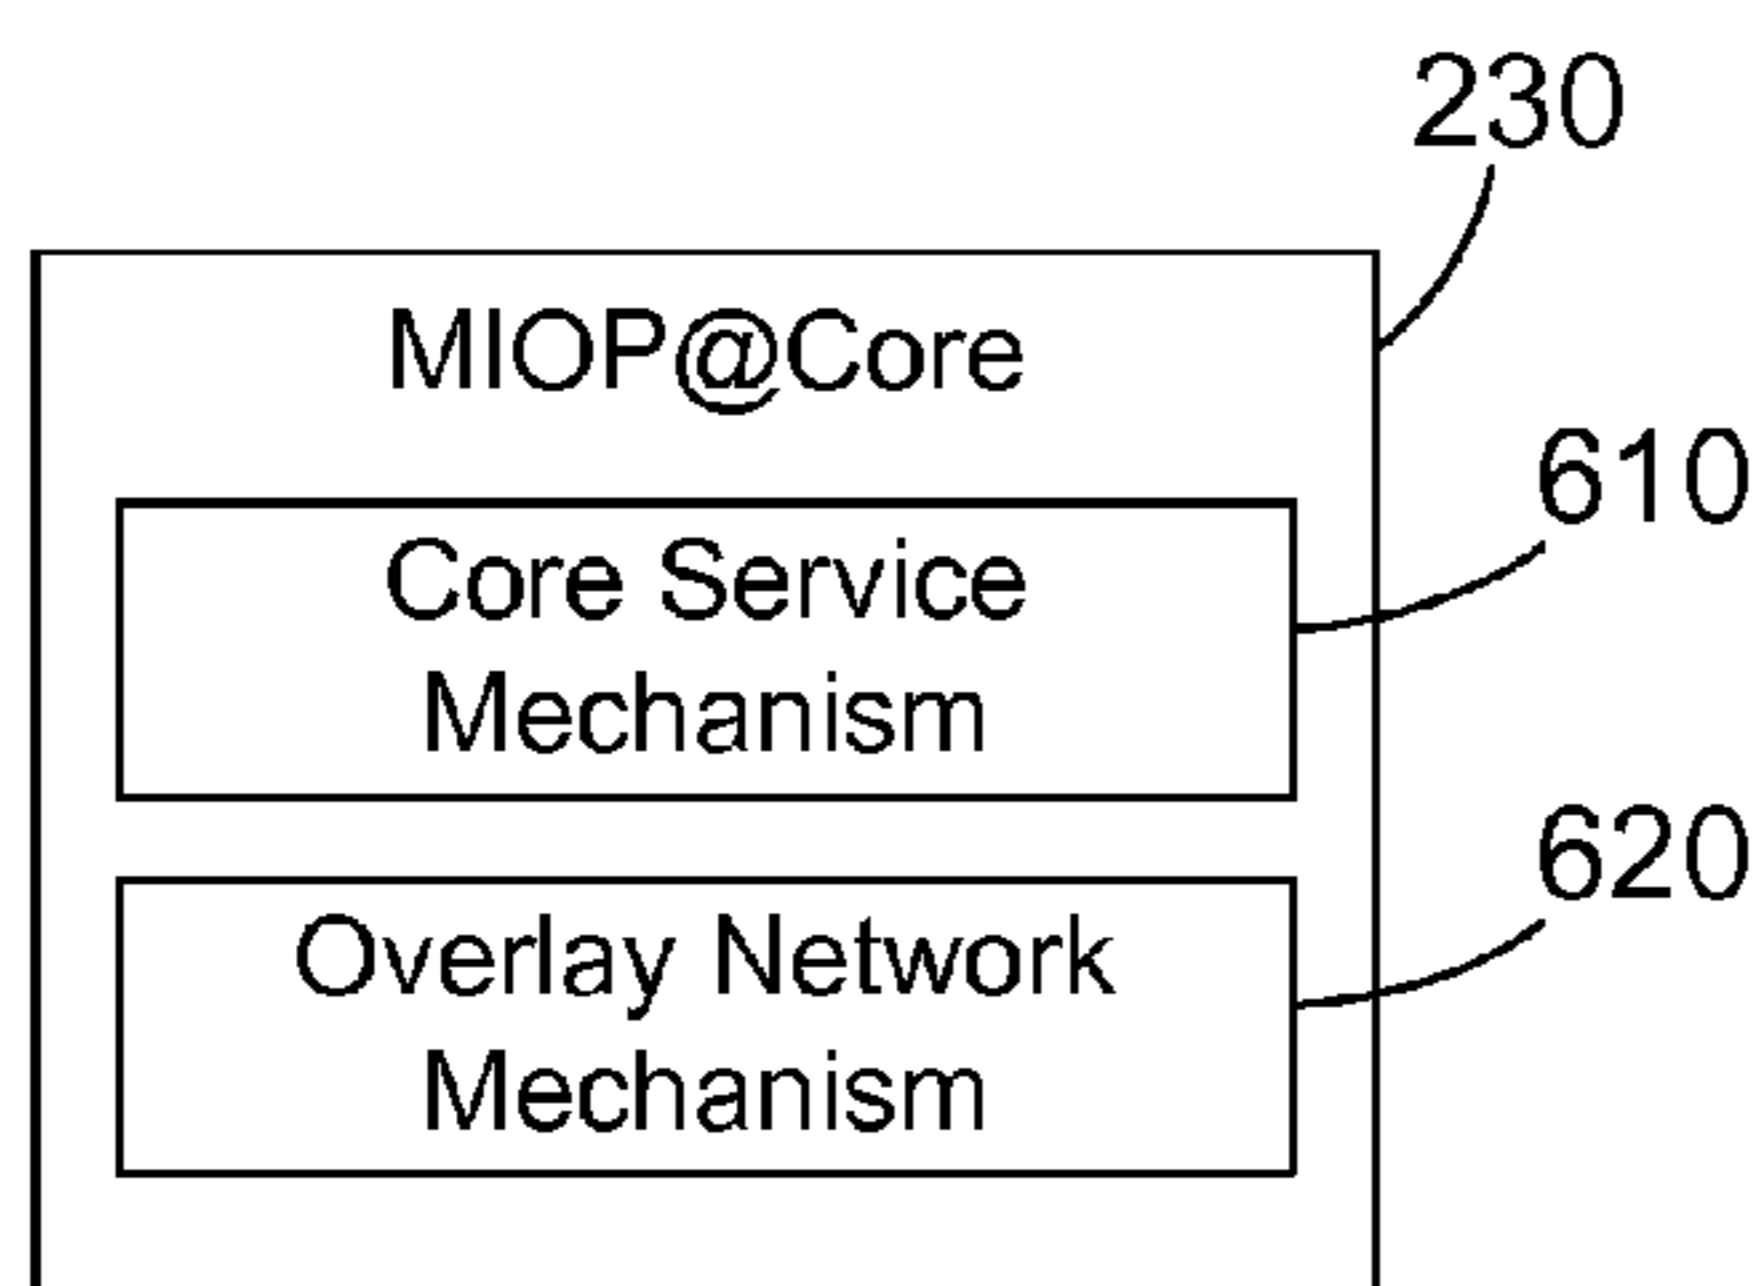 230
MIOP@Core
610
Core Service
Mechanism
620
Overlay Network
Mechanism